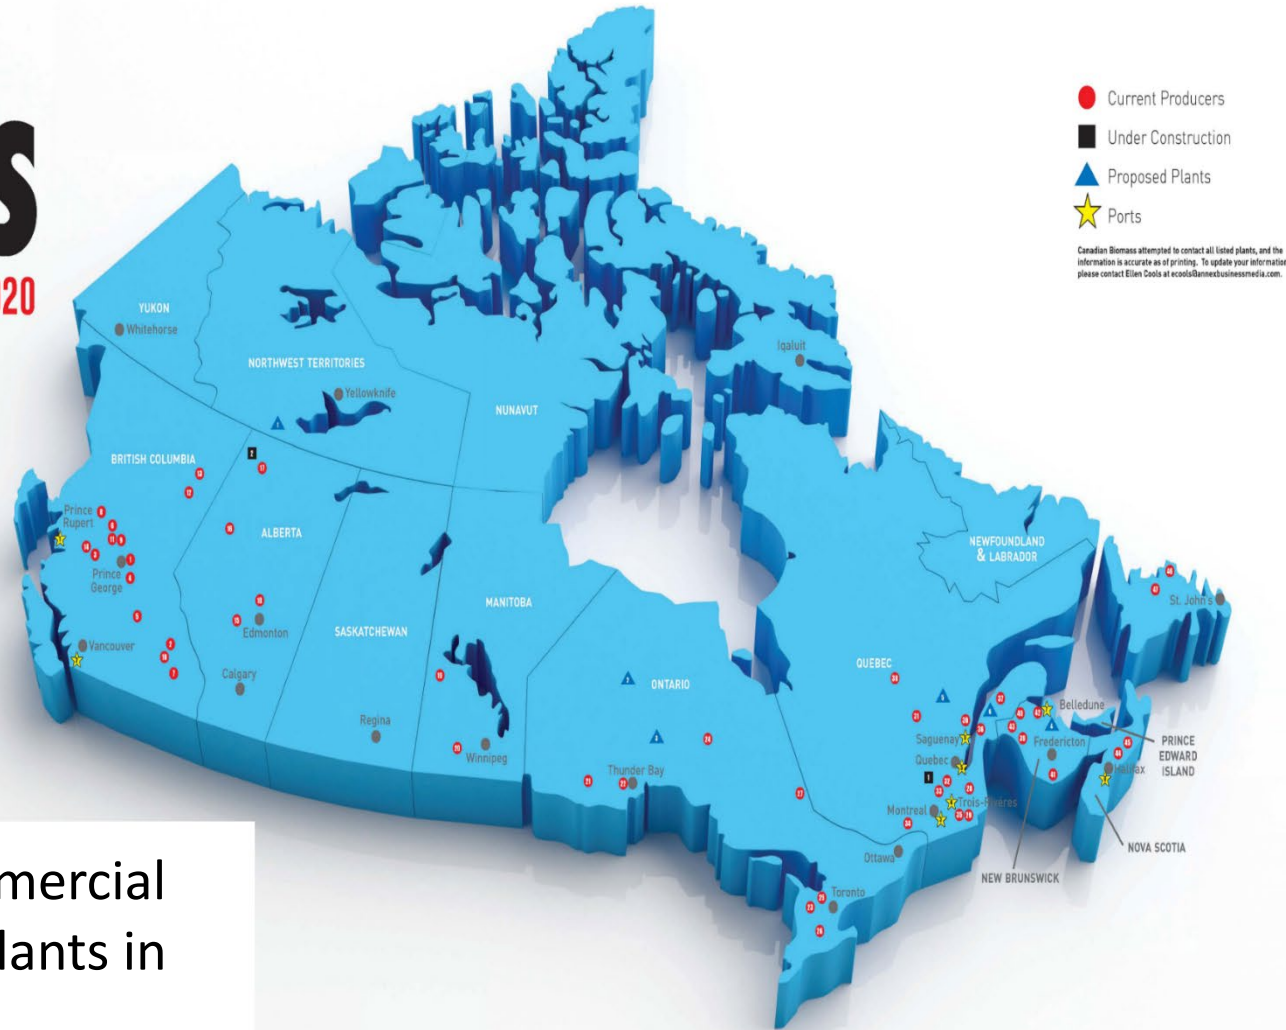 S
20
Current Producers
Under Construction
Proposed Plants
Ports
Canadian Biomass attempted to contact all listed plants, and the
information is accurate as of printing. To update your information
please contact Ellen Cools at ecools@annexbusinessmedia.com.
YUKON
Whitehorse
NORTHWEST TERRITORIES
Yellowknife
NUNAVUT
Iqaluit
BRITISH COLUMBIA
Prince
Rupert
Prince
George
Vancouver
ALBERTA
Edmonton
Calgary
SASKATCHEWAN
Regina
MANITOBA
Winnipeg
ONTARIO
Thunder Bay
Ottawa
Toronto
QUEBEC
Saguenay
Quebec
Trois-Rivières
Montreal
NEWFOUNDLAND
& LABRADOR
St. John's
Belledune
Fredericton
Halifax
PRINCE
EDWARD
ISLAND
NOVA SCOTIA
NEW BRUNSWICK
mercial
lants in